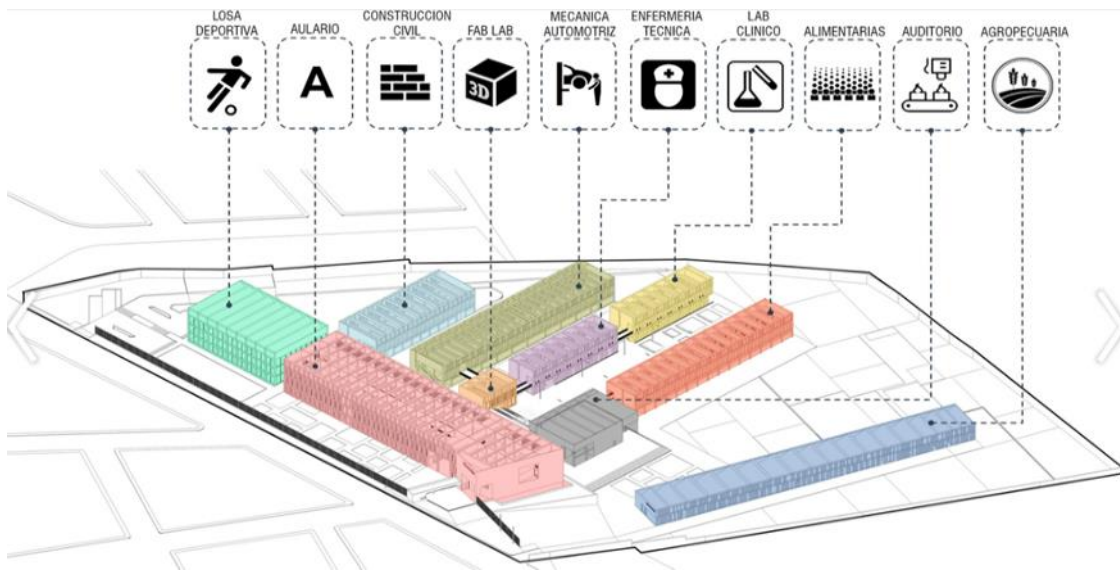 LOSA
DEPORTIVA
AULARIO
CONSTRUCCION
CIVIL
FAB LAB
MECANICA
AUTOMOTRIZ
ENFERMERIA
TECNICA
LAB
CLINICO
ALIMENTARIAS
AUDITORIO
AGROPECUARIA
A
3D